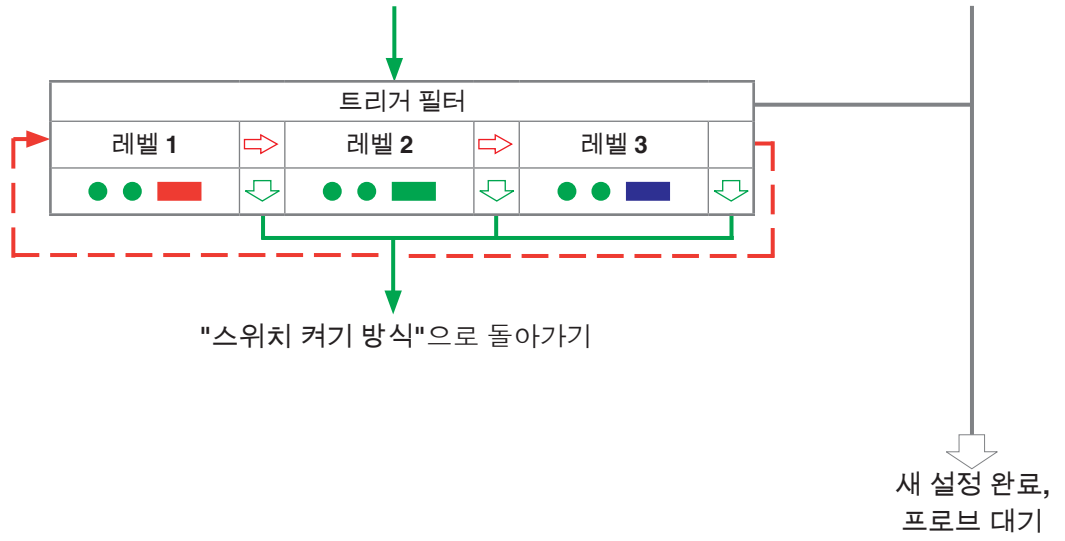 트리거 필터
레벨 1
레벨 2
레벨 3
"스위치 켜기 방식"으로 돌아가기
새 설정 완료,
프로브 대기